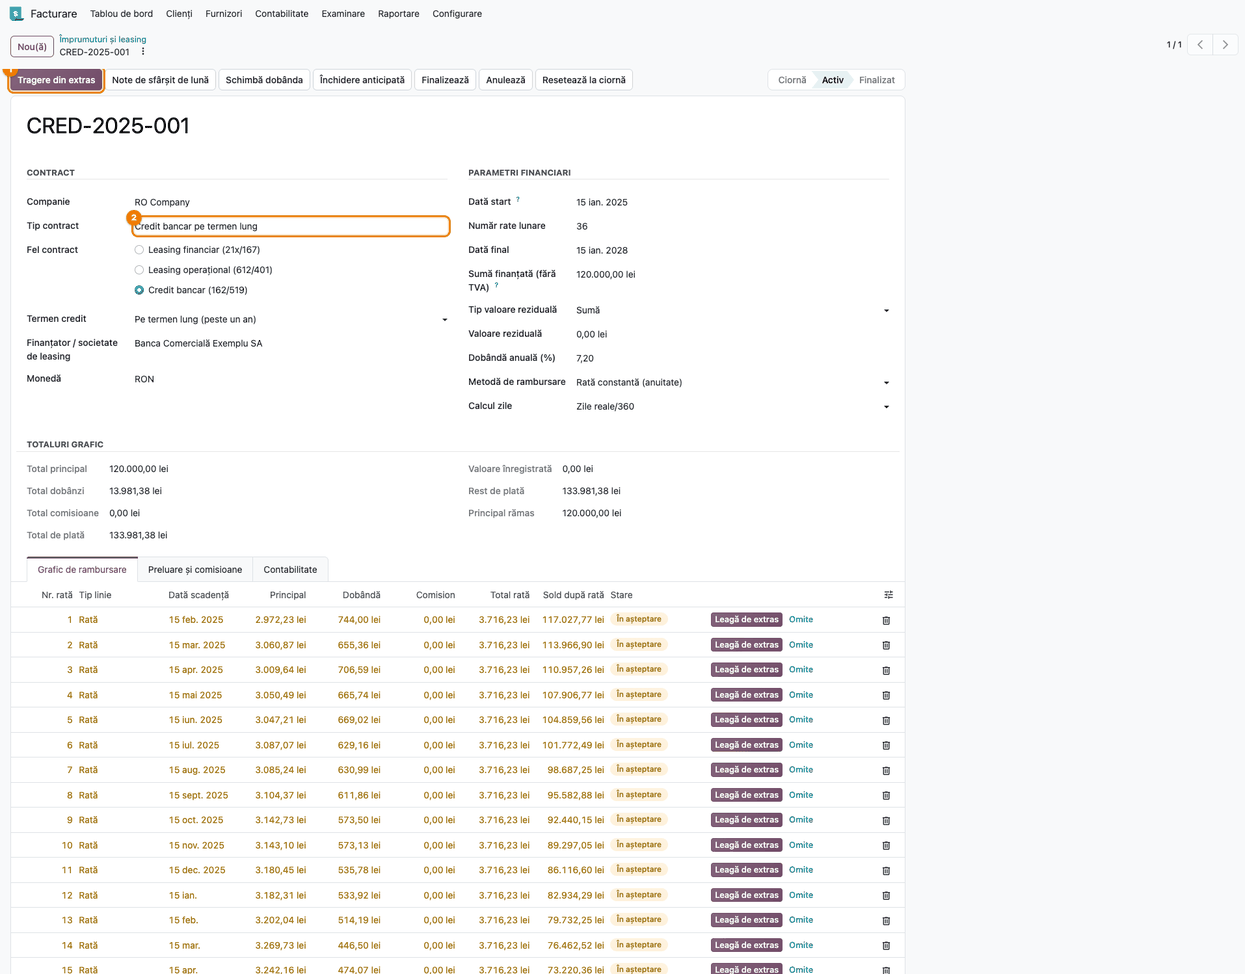 Facturare Tablou de bord Clienți Furnizori Contabilitate Examinare Raportare Configurare
Nou(ă) Împrumuturi și leasing
CRED-2025-001
1 / 1
1
Tragere din extras Note de sfârșit de lună Schimbă dobânda Închidere anticipată Finalizează Anulează Resetează la ciornă Ciornă Activ Finalizat
CRED-2025-001
CONTRACT
Companie RO Company
2
Tip contract Credit bancar pe termen lung
Fel contract Leasing financiar (21x/167)
Leasing operațional (612/401)
Credit bancar (162/519)
Termen credit Pe termen lung (peste un an)
Finanțator / societate de leasing Banca Comercială Exemplu SA
Monedă RON
PARAMETRI FINANCIARI
Dată start ? 15 ian. 2025
Număr rate lunare 36
Dată final 15 ian. 2028
Sumă finanțată (fără TVA) ? 120.000,00 lei
Tip valoare reziduală Sumă
Valoare reziduală 0,00 lei
Dobândă anuală (%) 7,20
Metodă de rambursare Rată constantă (anuitate)
Calcul zile Zile reale/360
TOTALURI GRAFIC
Total principal 120.000,00 lei Valoare înregistrată 0,00 lei
Total dobânzi 13.981,38 lei Rest de plată 133.981,38 lei
Total comisioane 0,00 lei Principal rămas 120.000,00 lei
Total de plată 133.981,38 lei
Grafic de rambursare Preluare și comisioane Contabilitate
Nr. rată Tip linie Dată scadență Principal Dobândă Comision Total rată Sold după rată Stare
1 Rată 15 feb. 2025 2.972,23 lei 744,00 lei 0,00 lei 3.716,23 lei 117.027,77 lei În așteptare Leagă de extras Omite
2 Rată 15 mar. 2025 3.060,87 lei 655,36 lei 0,00 lei 3.716,23 lei 113.966,90 lei În așteptare Leagă de extras Omite
3 Rată 15 apr. 2025 3.009,64 lei 706,59 lei 0,00 lei 3.716,23 lei 110.957,26 lei În așteptare Leagă de extras Omite
4 Rată 15 mai 2025 3.050,49 lei 665,74 lei 0,00 lei 3.716,23 lei 107.906,77 lei În așteptare Leagă de extras Omite
5 Rată 15 iun. 2025 3.047,21 lei 669,02 lei 0,00 lei 3.716,23 lei 104.859,56 lei În așteptare Leagă de extras Omite
6 Rată 15 iul. 2025 3.087,07 lei 629,16 lei 0,00 lei 3.716,23 lei 101.772,49 lei În așteptare Leagă de extras Omite
7 Rată 15 aug. 2025 3.085,24 lei 630,99 lei 0,00 lei 3.716,23 lei 98.687,25 lei În așteptare Leagă de extras Omite
8 Rată 15 sept. 2025 3.104,37 lei 611,86 lei 0,00 lei 3.716,23 lei 95.582,88 lei În așteptare Leagă de extras Omite
9 Rată 15 oct. 2025 3.142,73 lei 573,50 lei 0,00 lei 3.716,23 lei 92.440,15 lei În așteptare Leagă de extras Omite
10 Rată 15 nov. 2025 3.143,10 lei 573,13 lei 0,00 lei 3.716,23 lei 89.297,05 lei În așteptare Leagă de extras Omite
11 Rată 15 dec. 2025 3.180,45 lei 535,78 lei 0,00 lei 3.716,23 lei 86.116,60 lei În așteptare Leagă de extras Omite
12 Rată 15 ian. 3.182,31 lei 533,92 lei 0,00 lei 3.716,23 lei 82.934,29 lei În așteptare Leagă de extras Omite
13 Rată 15 feb. 3.202,04 lei 514,19 lei 0,00 lei 3.716,23 lei 79.732,25 lei În așteptare Leagă de extras Omite
14 Rată 15 mar. 3.269,73 lei 446,50 lei 0,00 lei 3.716,23 lei 76.462,52 lei În așteptare Leagă de extras Omite
15 Rată 15 apr. 3.242,16 lei 474,07 lei 0,00 lei 3.716,23 lei 73.220,36 lei În așteptare Leagă de extras Omite